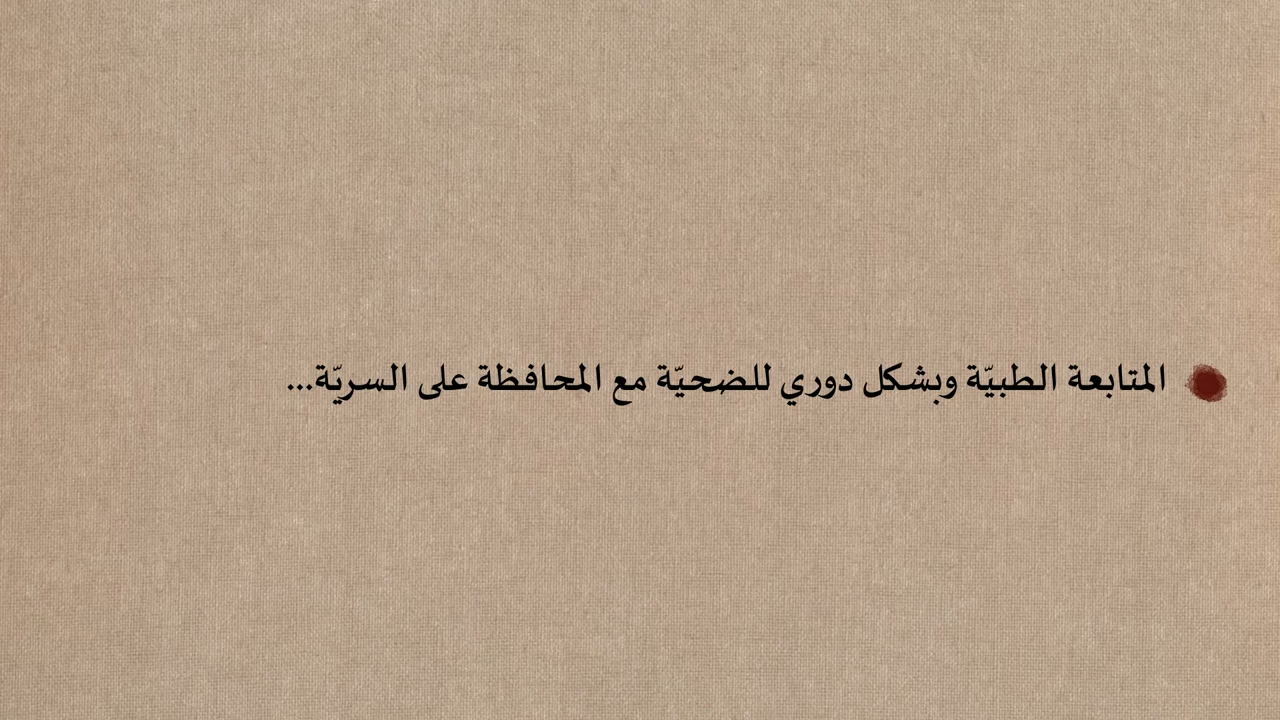 المتابعة الطبيّة وبشكل دوري للضحيّة مع المحافظة على السريّة...